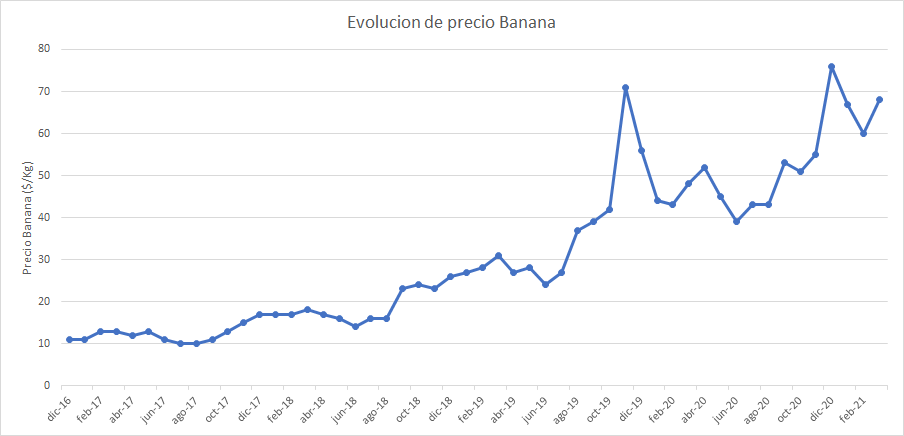 Evolucion de precio Banana
Precio Banana ($/Kg)
80
70
60
50
40
30
20
10
0
dic-16
feb-17
abr-17
jun-17
ago-17
oct-17
dic-17
feb-18
abr-18
jun-18
ago-18
oct-18
dic-18
feb-19
abr-19
jun-19
ago-19
oct-19
dic-19
feb-20
abr-20
jun-20
ago-20
oct-20
dic-20
feb-21